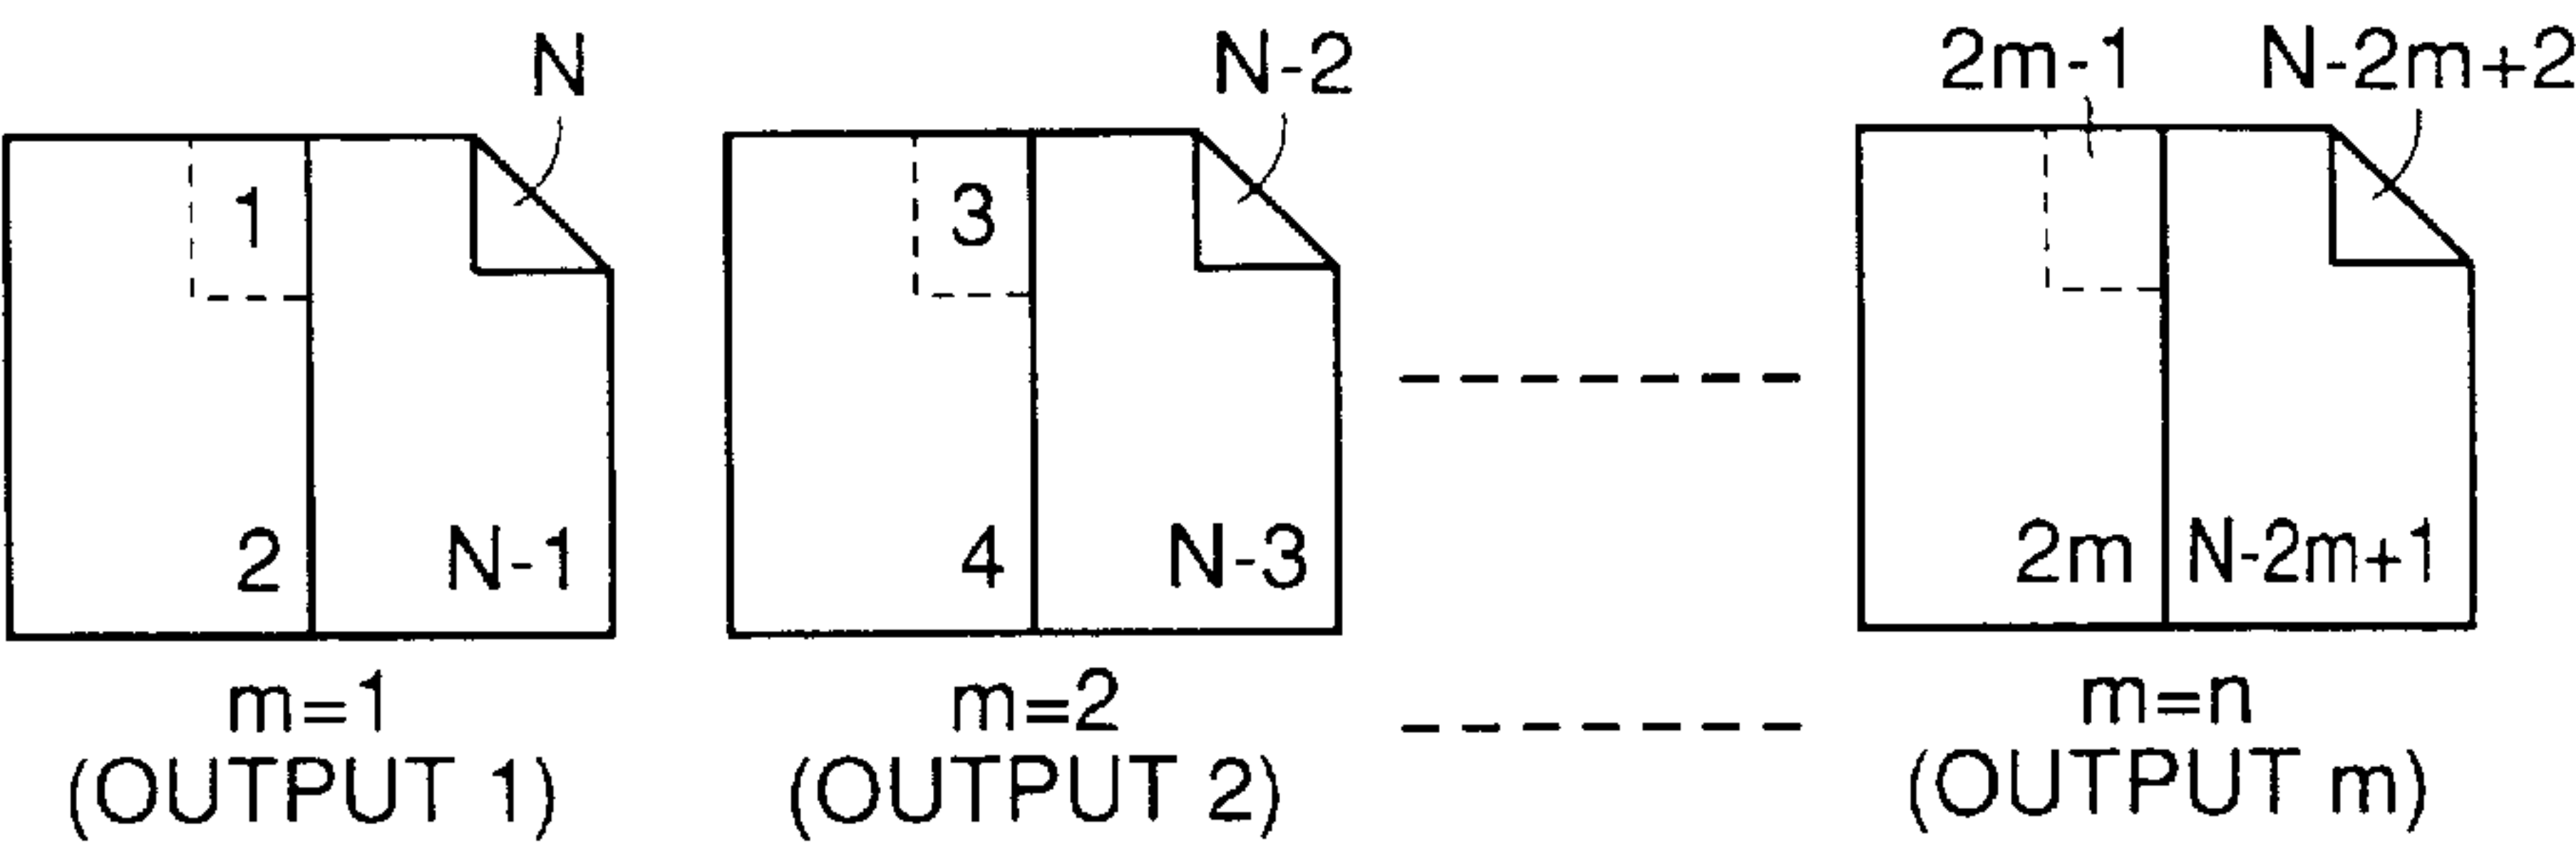 N
N-2
2m-1
N-2m+2
1
3
2
N-1
4
N-3
2m
N-2m+1
m=1
m=2
m=n
(OUTPUT 1)
(OUTPUT 2)
(OUTPUT m)